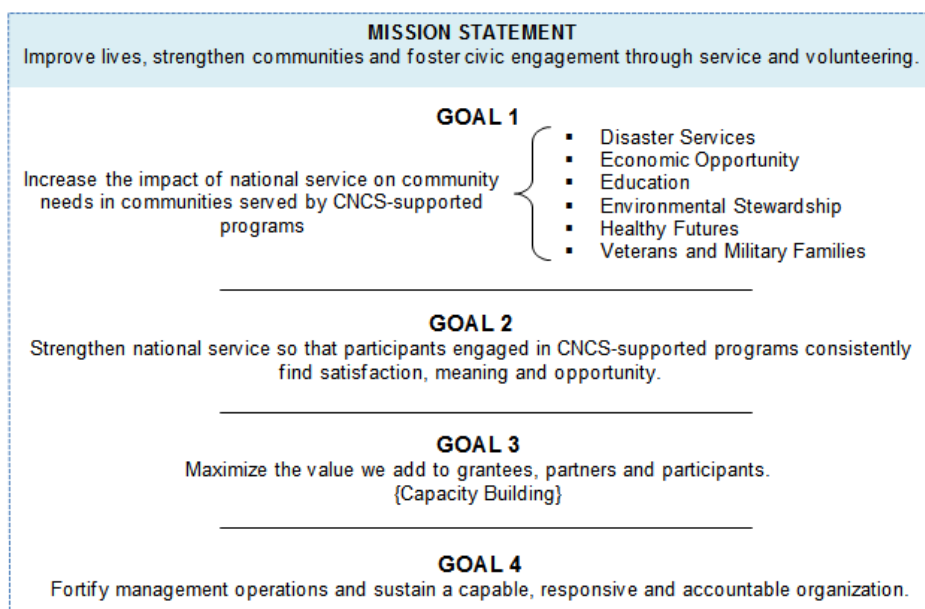 MISSION STATEMENT
Improve lives, strengthen communities and foster civic engagement through service and volunteering.
GOAL 1
Increase the impact of national service on community
needs in communities served by CNCS-supported
programs
▪ Disaster Services
▪ Economic Opportunity
▪ Education
▪ Environmental Stewardship
▪ Healthy Futures
▪ Veterans and Military Families
GOAL 2
Strengthen national service so that participants engaged in CNCS-supported programs consistently
find satisfaction, meaning and opportunity.
GOAL 3
Maximize the value we add to grantees, partners and participants.
{Capacity Building}
GOAL 4
Fortify management operations and sustain a capable, responsive and accountable organization.